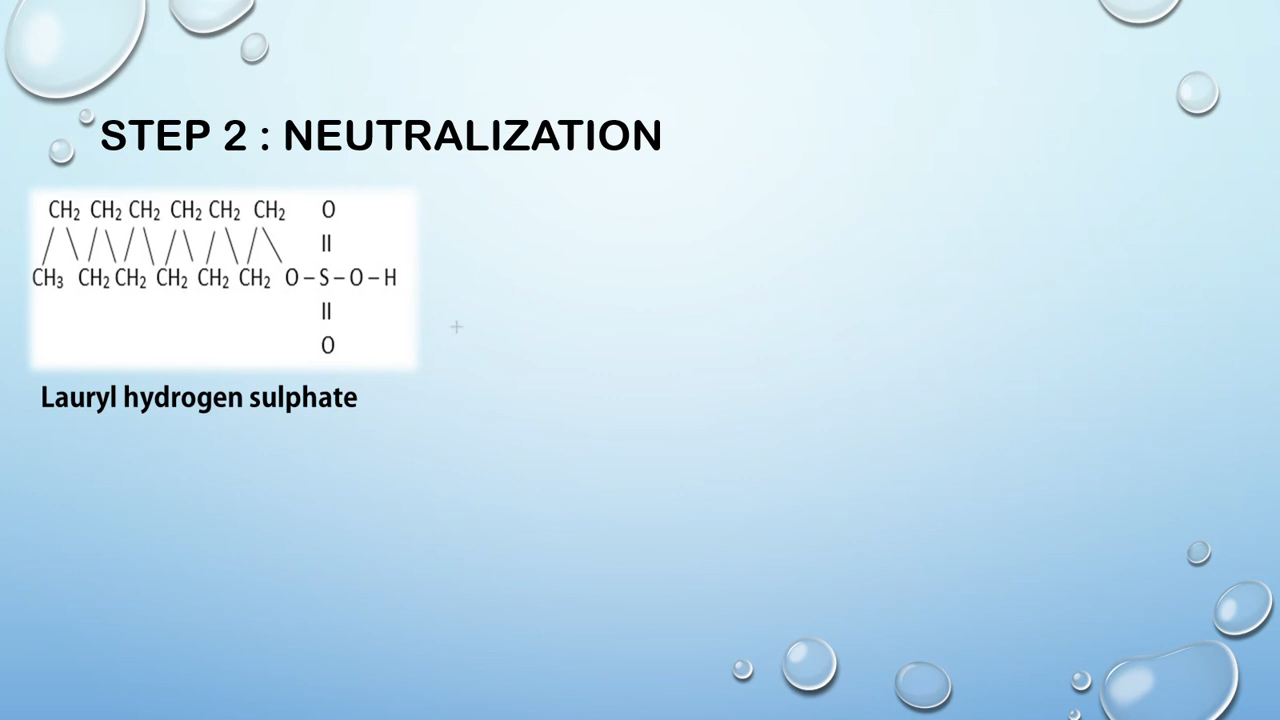 STEP 2 : NEUTRALIZATION
CH₂ CH₂ CH₂ CH₂ CH₂ CH₂ O
||
CH₃ CH₂ CH₂ CH₂ CH₂ CH₂ O – S – O – H
||
O
+
Lauryl hydrogen sulphate